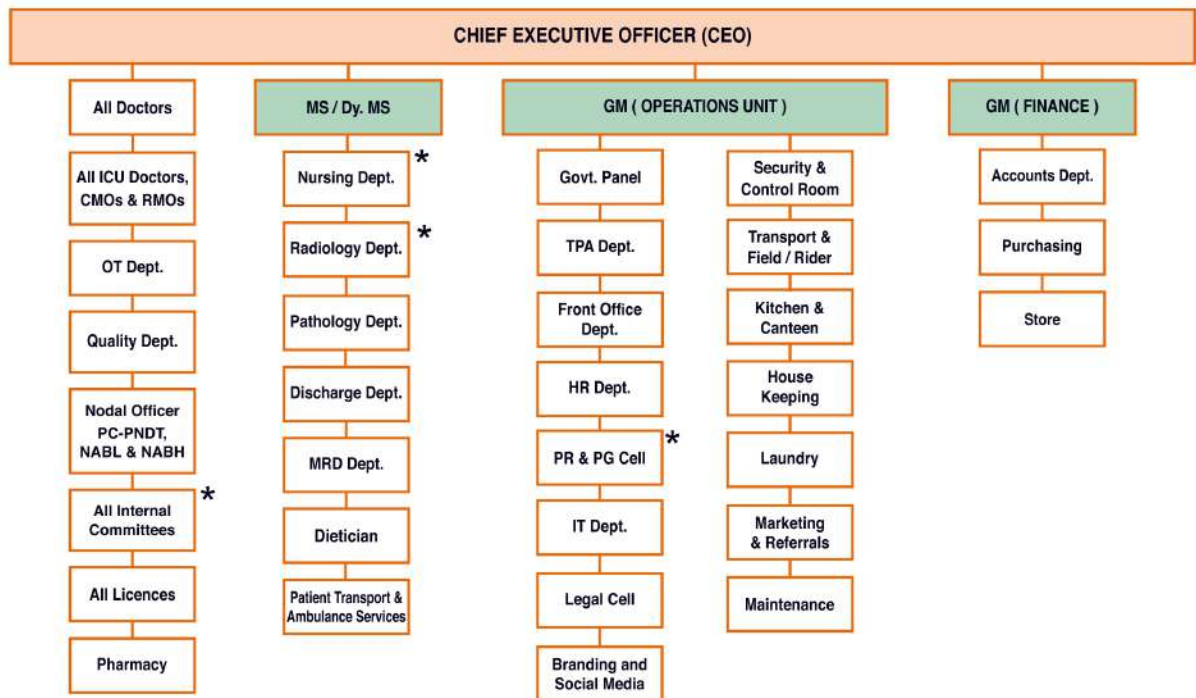 CHIEF EXECUTIVE OFFICER (CEO)
All Doctors
All ICU Doctors,
CMOs & RMOs
OT Dept.
Quality Dept.
Nodal Officer
PC-PNDT,
NABL & NABH
All Internal
Committees
*
All Licences
Pharmacy
MS / Dy. MS
Nursing Dept.
*
Radiology Dept.
*
Pathology Dept.
Discharge Dept.
MRD Dept.
Dietician
Patient Transport &
Ambulance Services
GM ( OPERATIONS UNIT )
Govt. Panel
TPA Dept.
Front Office
Dept.
HR Dept.
PR & PG Cell
*
IT Dept.
Legal Cell
Branding and
Social Media
Security &
Control Room
Transport &
Field / Rider
Kitchen &
Canteen
House
Keeping
Laundry
Marketing
& Referrals
Maintenance
GM ( FINANCE )
Accounts Dept.
Purchasing
Store